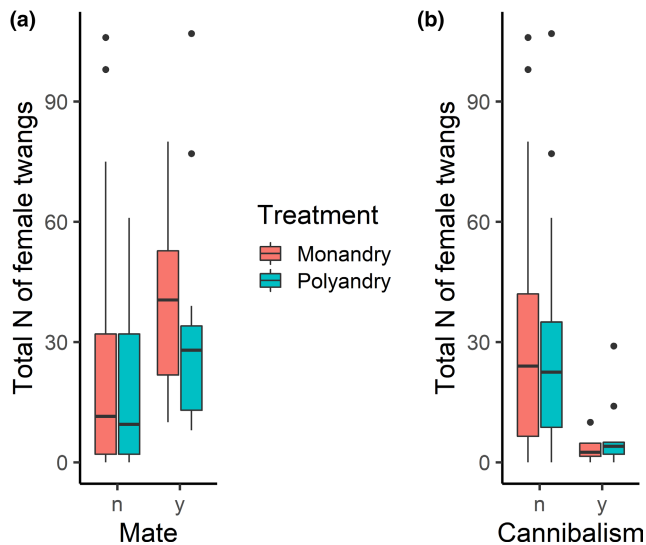 (a)
Total N of female twangs
90
60
30
0
n y
Mate
Treatment
Monandry
Polyandry
(b)
Total N of female twangs
90
60
30
0
n y
Cannibalism